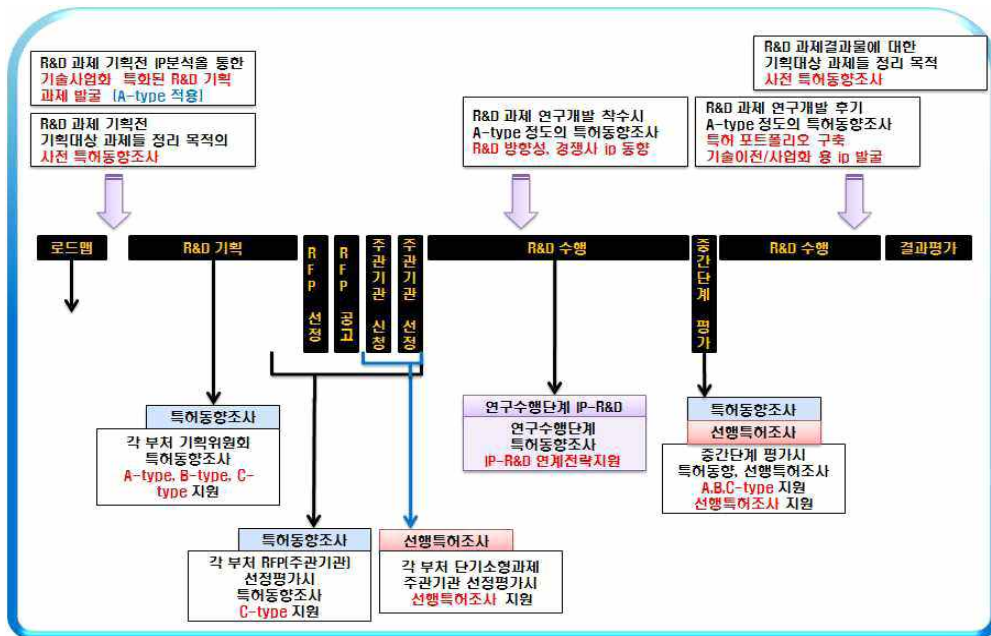 R&D 과제 기획전 IP분석을 통한
기술사업화 특화된 R&D 기획
과제 발굴 (A-type 적용)
R&D 과제 기획전
기획대상 과제들 정리 목적의
사전 특허동향조사
R&D 과제 연구개발 착수시
A-type 정도의 특허동향조사
R&D 방향성, 경쟁사 ip 동향
R&D 과제결과물에 대한
기획대상 과제들 정리 목적
사전 특허동향조사
R&D 과제 연구개발 후기
A-type 정도의 특허동향조사
특허 포트폴리오 구축
기술이전/사업화 용 ip 발굴
로드맵
R&D 기획
RFP 선정
RFP 공고
주관기관 신청
주관기관 선정
R&D 수행
중간단계 평가
R&D 수행
결과평가
특허동향조사
각 부처 기획위원회
특허동향조사
A-type, B-type, C-
type 지원
연구수행단계 IP-R&D
연구수행단계
특허동향조사
IP-R&D 연계전략지원
특허동향조사
선행특허조사
중간단계 평가시
특허동향, 선행특허조사
A,B,C-type 지원
선행특허조사 지원
특허동향조사
각 부처 RFP(주관기관)
선정평가시
특허동향조사
C-type 지원
선행특허조사
각 부처 단기소형과제
주관기관 선정평가시
선행특허조사 지원